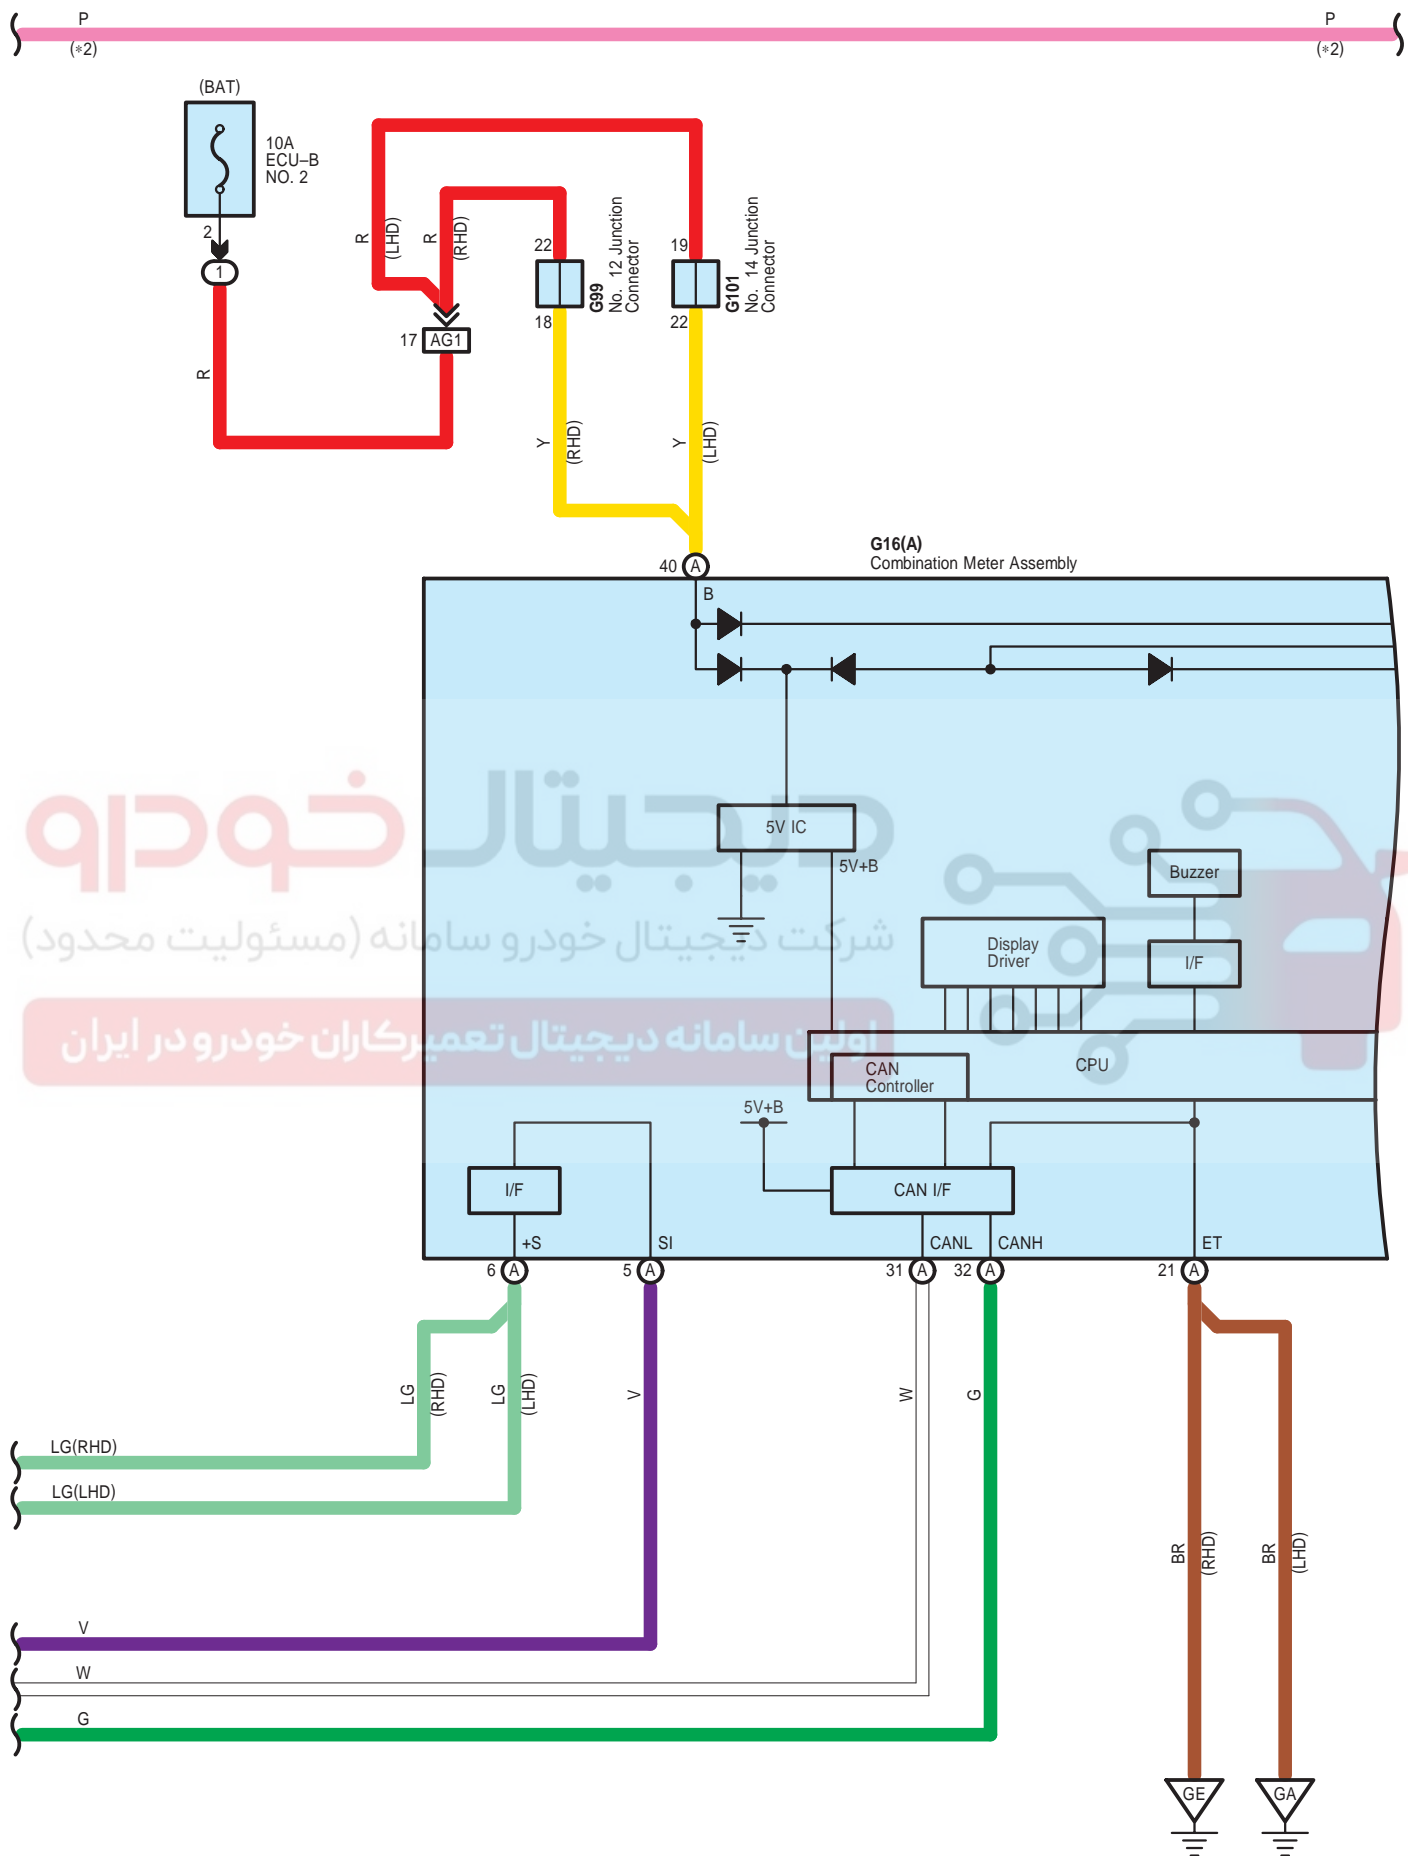 P
P
(*2)
(*2)
(BAT)
10A
ECU–B
NO. 2
2
1
R
R
(LHD)
R
(RHD)
17
AG1
22
18
G99
No. 12 Junction
Connector
19
22
G101
No. 14 Junction
Connector
Y
(RHD)
Y
(LHD)
G16(A)
Combination Meter Assembly
40
A
B
5V IC
5V+B
Buzzer
I/F
Display
Driver
CPU
CAN
Controller
5V+B
I/F
CAN I/F
+S
SI
CANL
CANH
ET
6
A
5
A
31
A
32
A
21
A
LG
(RHD)
LG
(LHD)
V
W
G
LG(RHD)
LG(LHD)
BR
(RHD)
BR
(LHD)
V
W
G
GE
GA
دیجیتال خودرو
شرکت دیجیتال خودرو سامانه (مسئولیت محدود)
اولین سامانه دیجیتال تعمیرکاران خودرو در ایران